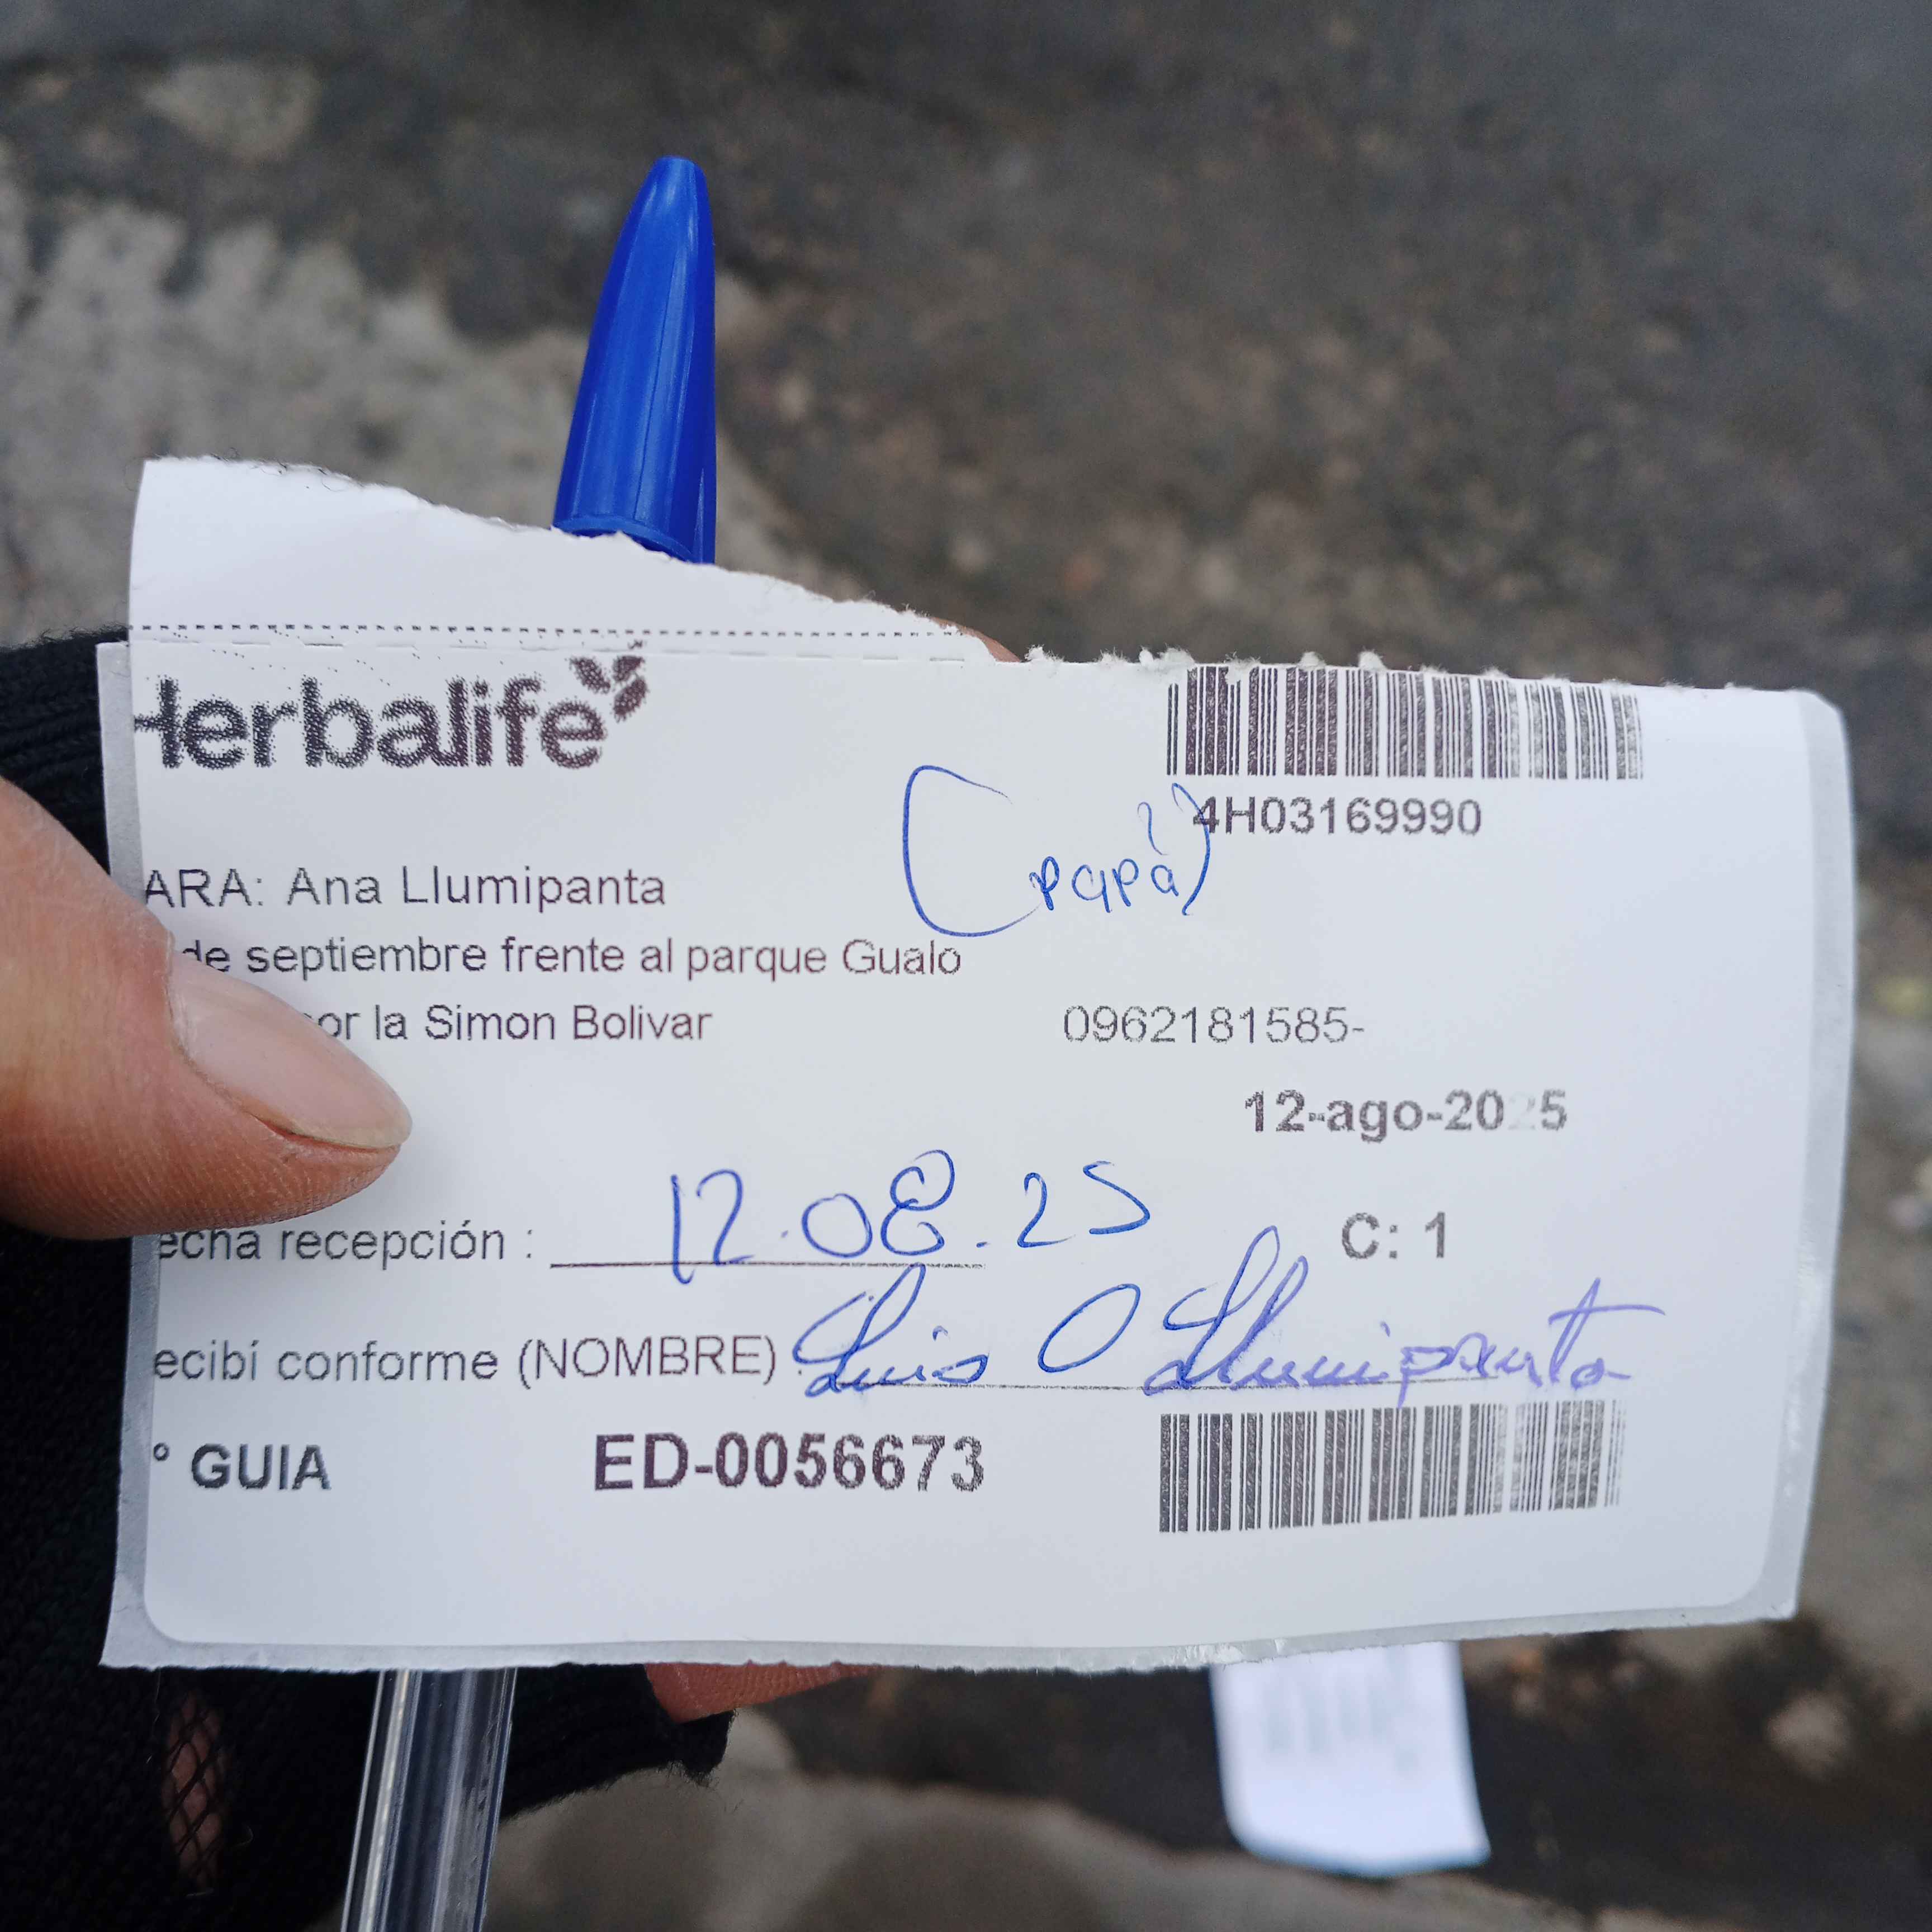 Herbalife
4H03169990
(papá)
ARA: Ana Llumipanta
de septiembre frente al parque Gualo
or la Simon Bolivar 0962181585-
12-ago-2025
echa recepción : 12.08.25 C: 1
ecibí conforme (NOMBRE) : Luis O Llumipanta
° GUIA ED-0056673